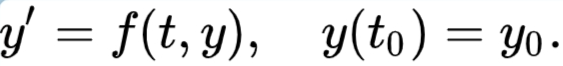 y′ = f(t, y),    y(t₀) = y₀.